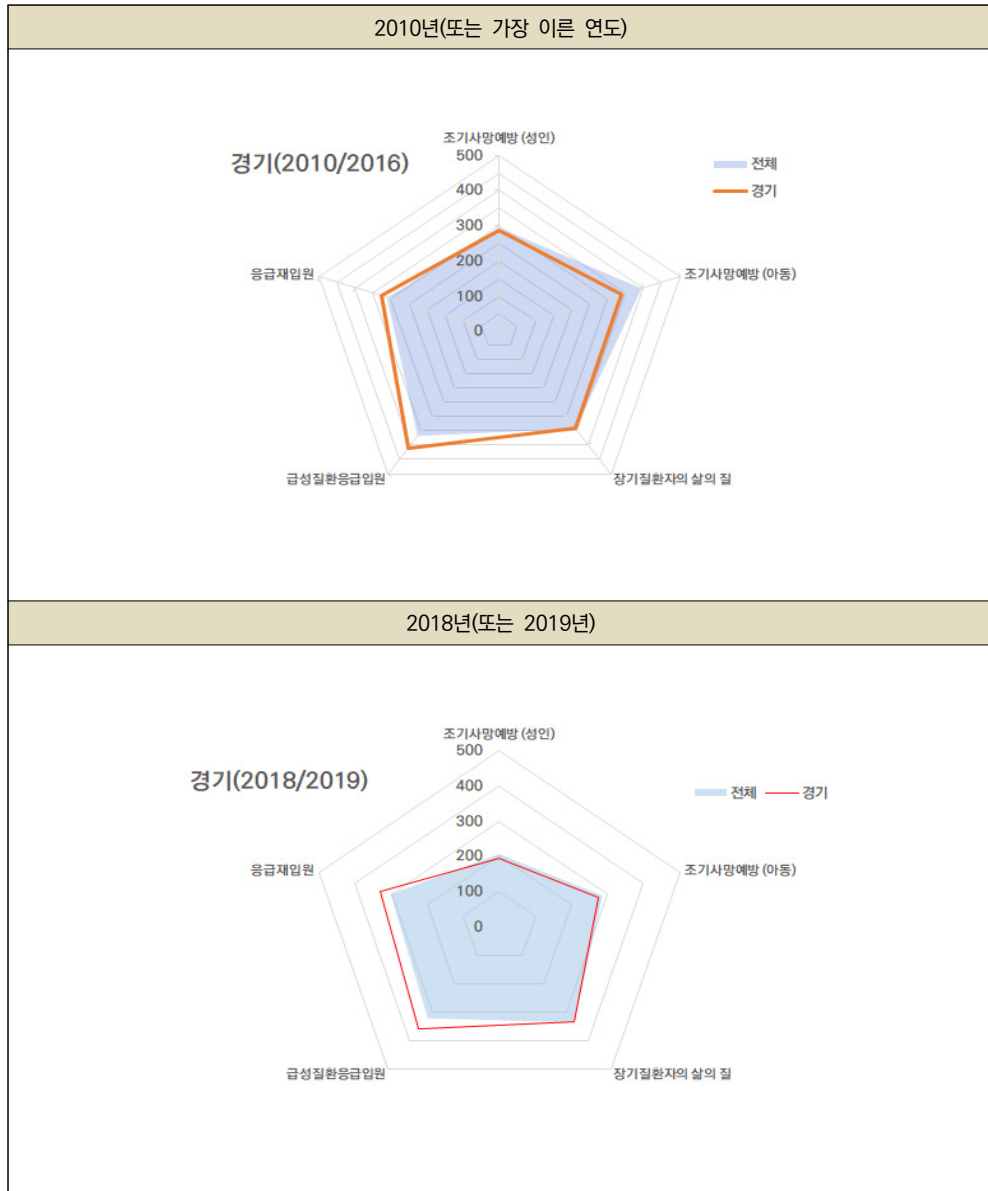 2010년(또는 가장 이른 연도)
조기사망예방 (성인)
경기(2010/2016)
500
전체
경기
400
300
응급재입원
조기사망예방 (아동)
200
100
0
급성질환응급입원
장기질환자의 삶의 질
2018년(또는 2019년)
조기사망예방 (성인)
500
경기(2018/2019)
전체 경기
400
300
응급재입원
조기사망예방 (아동)
200
100
0
급성질환응급입원
장기질환자의 삶의 질